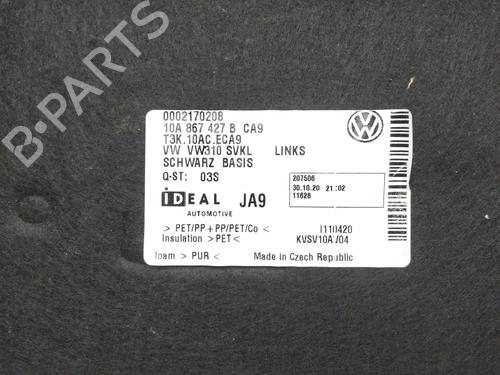 0002170208
10A 867 427 B CA9
T3K.10AC.ECA9
VW VW310 SVKL LINKS
SCHWARZ BASIS
Q-ST: 03S
207506
30.10.20 21:02
11628
iDEAL JA9
AUTOMOTIVE
> PET/PP+PP/PET/Co <
Insulation >PET<
1110420
KVSV10A/04
foam > PUR <
Made in Czech Republic
B-PARTS